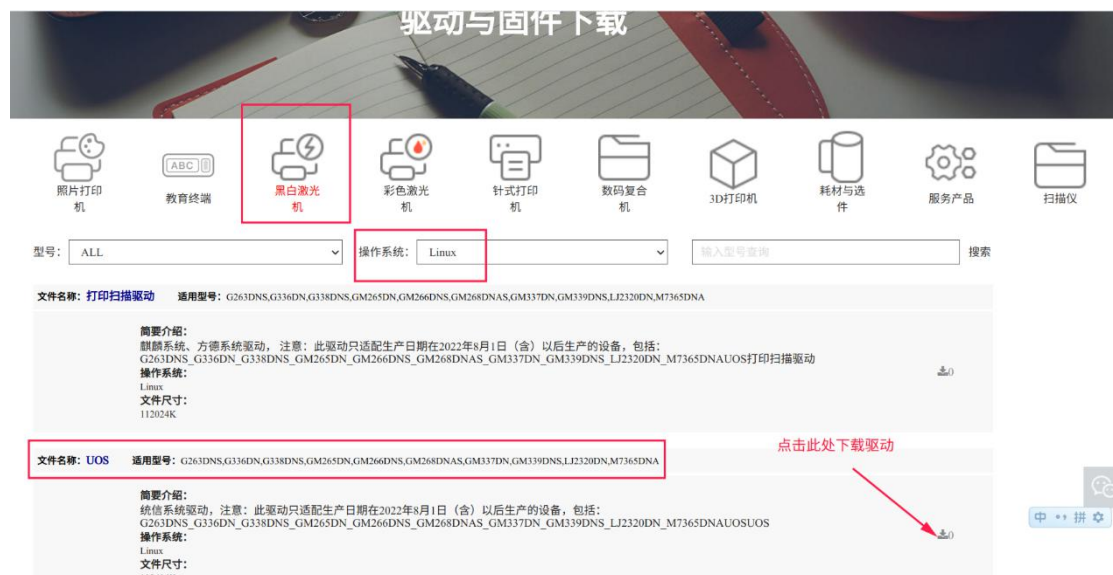 驱动与固件下载
照片打印机
教育终端
黑白激光机
彩色激光机
针式打印机
数码复合机
3D打印机
耗材与选件
服务产品
扫描仪
ABC
型号： ALL 操作系统： Linux 输入型号查询 搜索
文件名称：打印扫描驱动 适用型号：G263DNS,G336DN,G338DNS,GM265DN,GM266DNS,GM268DNAS,GM337DN,GM339DNS,LJ2320DN,M7365DNA
简要介绍：
麒麟系统、方德系统驱动， 注意：此驱动只适配生产日期在2022年8月1日（含）以后生产的设备，包括：
G263DNS_G336DN_G338DNS_GM265DN_GM266DNS_GM268DNAS_GM337DN_GM339DNS_LJ2320DN_M7365DNAUOS打印扫描驱动
0
操作系统：
Linux
文件尺寸：
112024K
点击此处下载驱动
文件名称：UOS 适用型号：G263DNS,G336DN,G338DNS,GM265DN,GM266DNS,GM268DNAS,GM337DN,GM339DNS,LJ2320DN,M7365DNA
简要介绍：
统信系统驱动，注意：此驱动只适配生产日期在2022年8月1日（含）以后生产的设备，包括：
G263DNS_G336DN_G338DNS_GM265DN_GM266DNS_GM268DNAS_GM337DN_GM339DNS_LJ2320DN_M7365DNAUOSUOS
0
操作系统：
Linux
文件尺寸：
中 拼